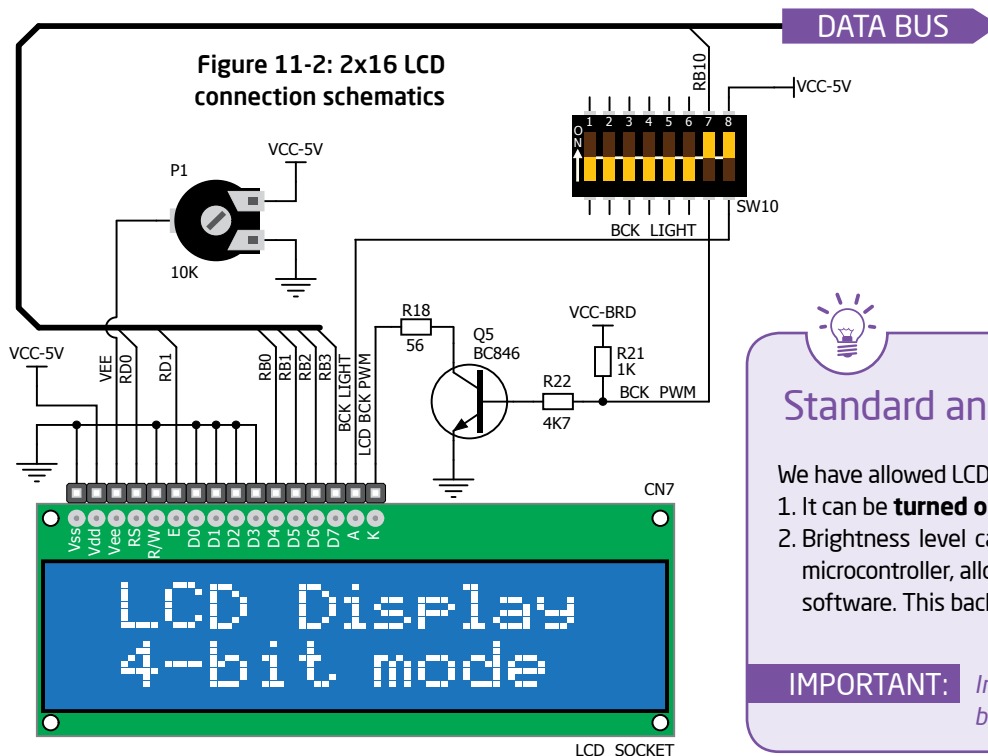 DATA BUS
Figure 11-2: 2x16 LCD
connection schematics
RB10
VCC-5V
1 2 3 4 5 6 7 8
ON
SW10
BCK LIGHT
P1
VCC-5V
10K
R18
56
Q5
BC846
VCC-BRD
R21
1K
R22
4K7
BCK PWM
VCC-5V
VEE
RD0
RD1
RB0
RB1
RB2
RB3
BCK LIGHT
LCD BCK PWM
CN7
Vss
Vdd
Vee
RS
R/W
E
D0
D1
D2
D3
D4
D5
D6
D7
A
K
LCD Display
4-bit mode
LCD SOCKET
Standard an
We have allowed LCD
1. It can be turned o
2. Brightness level ca
microcontroller, allo
software. This bac
IMPORTANT:
In
b